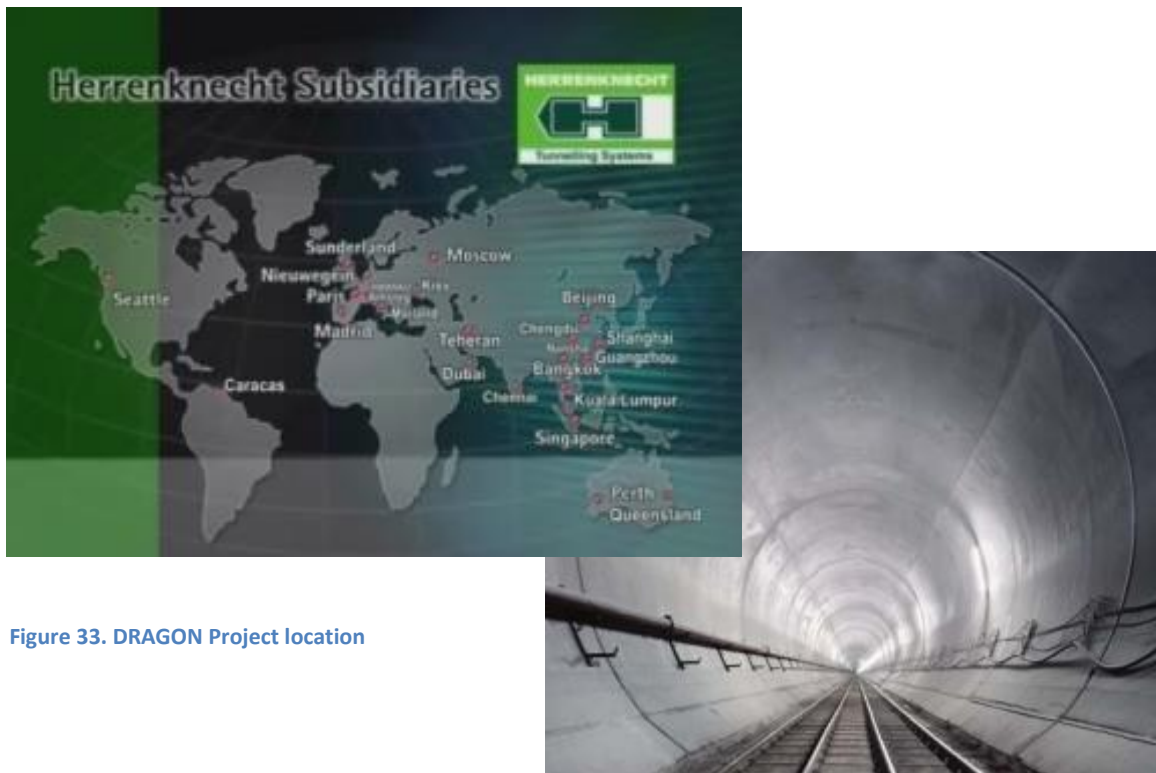 Herrenknecht Subsidiaries
HERRENKNECHT
Tunnelling Systems
Sunderland
Moscow
Nieuwegein
Kiev
Seattle
Paris
Madrid
Beijing
Chengdu
Shanghai
Teheran
Guangzhou
Dubai
Bangkok
Caracas
Chennai
Kuala Lumpur
Singapore
Perth
Queensland
Figure 33. DRAGON Project location